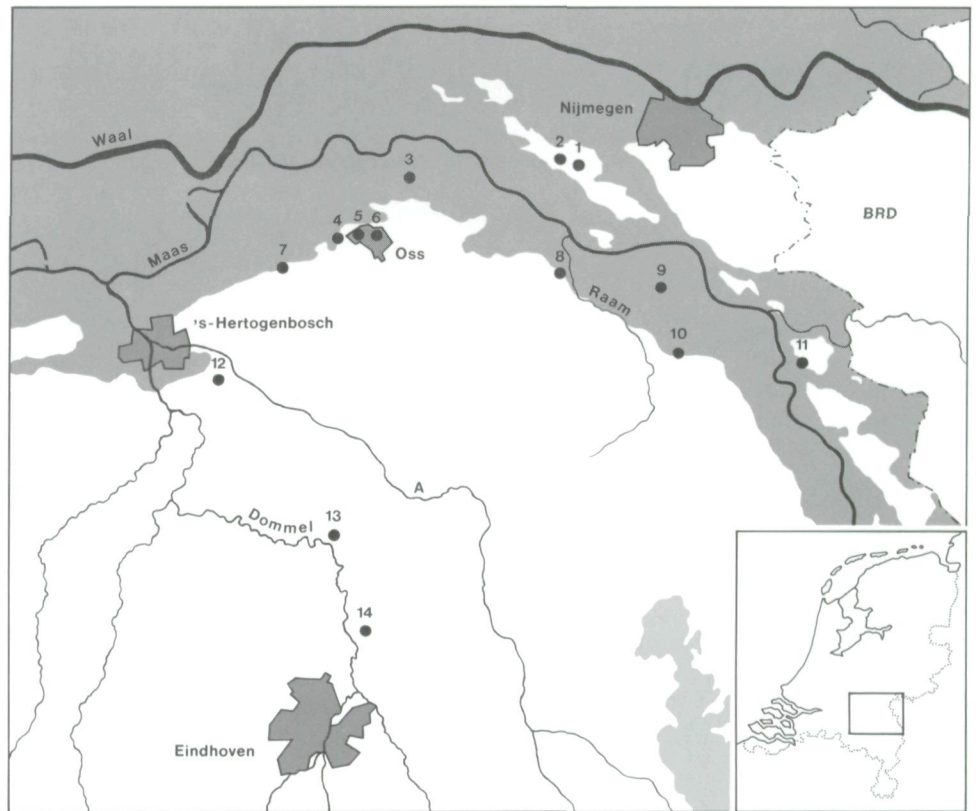 Nijmegen
Waal
2
1
3
BRD
4
5
6
Maas
7
Oss
8
9
Raam
's-Hertogenbosch
10
11
12
A
Dommel
13
14
Eindhoven